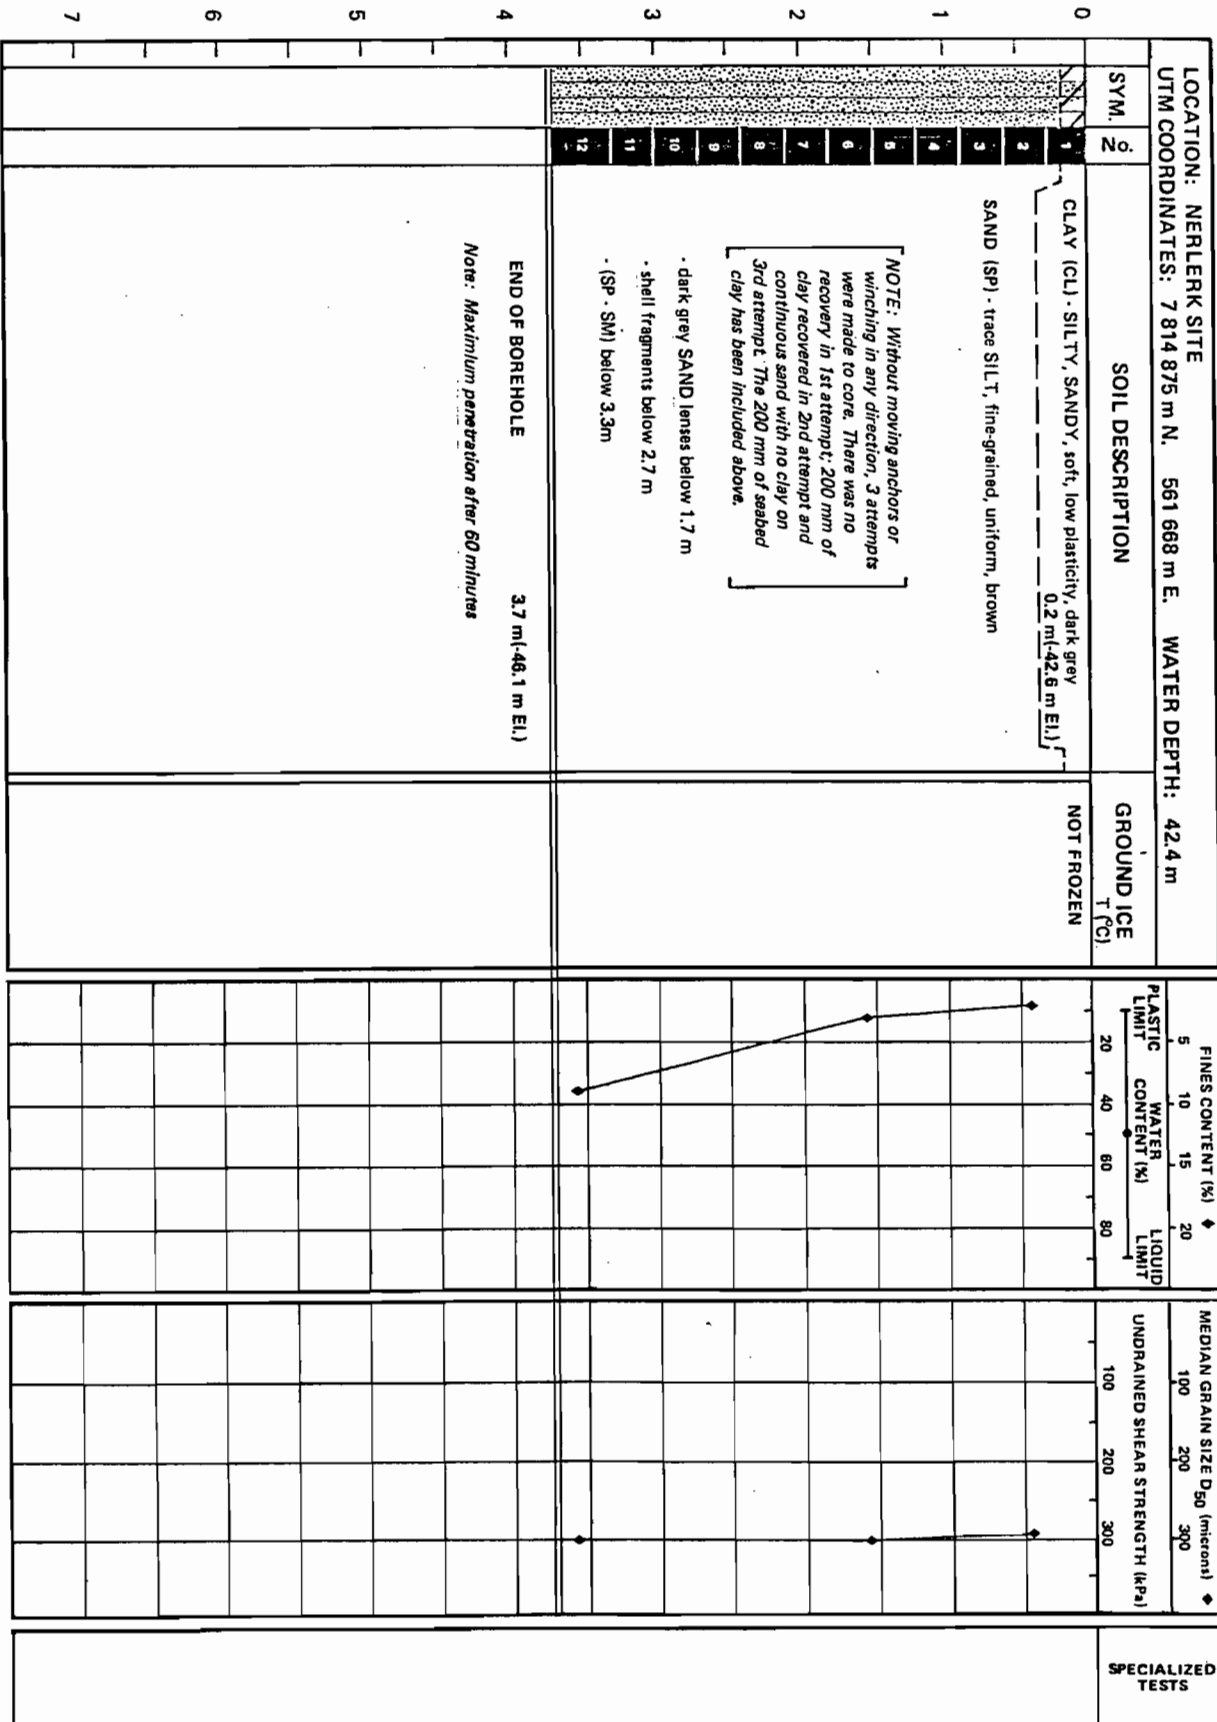 LOCATION: NERLERK SITE
UTM COORDINATES: 7 814 875 m N. 561 668 m E. WATER DEPTH: 42.4 m
SYM.
No.
SOIL DESCRIPTION
GROUND ICE
T (°C)
FINES CONTENT (%) ◆
5 10 15 20
PLASTIC LIMIT
WATER CONTENT (%)
LIQUID LIMIT
20 40 60 80
MEDIAN GRAIN SIZE D50 (microns) ◆
100 200 300
UNDRAINED SHEAR STRENGTH (kPa)
100 200 300
SPECIALIZED TESTS
0
1
2
3
4
5
6
7
1
2
3
4
5
6
7
8
9
10
11
12
CLAY (CL) - SILTY, SANDY, soft, low plasticity, dark grey
0.2 m(-42.6 m El.)
NOT FROZEN
SAND (SP) - trace SILT, fine-grained, uniform, brown
NOTE: Without moving anchors or
winching in any direction, 3 attempts
were made to core. There was no
recovery in 1st attempt; 200 mm of
clay recovered in 2nd attempt and
continuous sand with no clay on
3rd attempt. The 200 mm of seabed
clay has been included above.
- dark grey SAND lenses below 1.7 m
- shell fragments below 2.7 m
- (SP - SM) below 3.3m
END OF BOREHOLE 3.7 m(-46.1 m El.)
Note: Maximlum penetration after 60 minutes